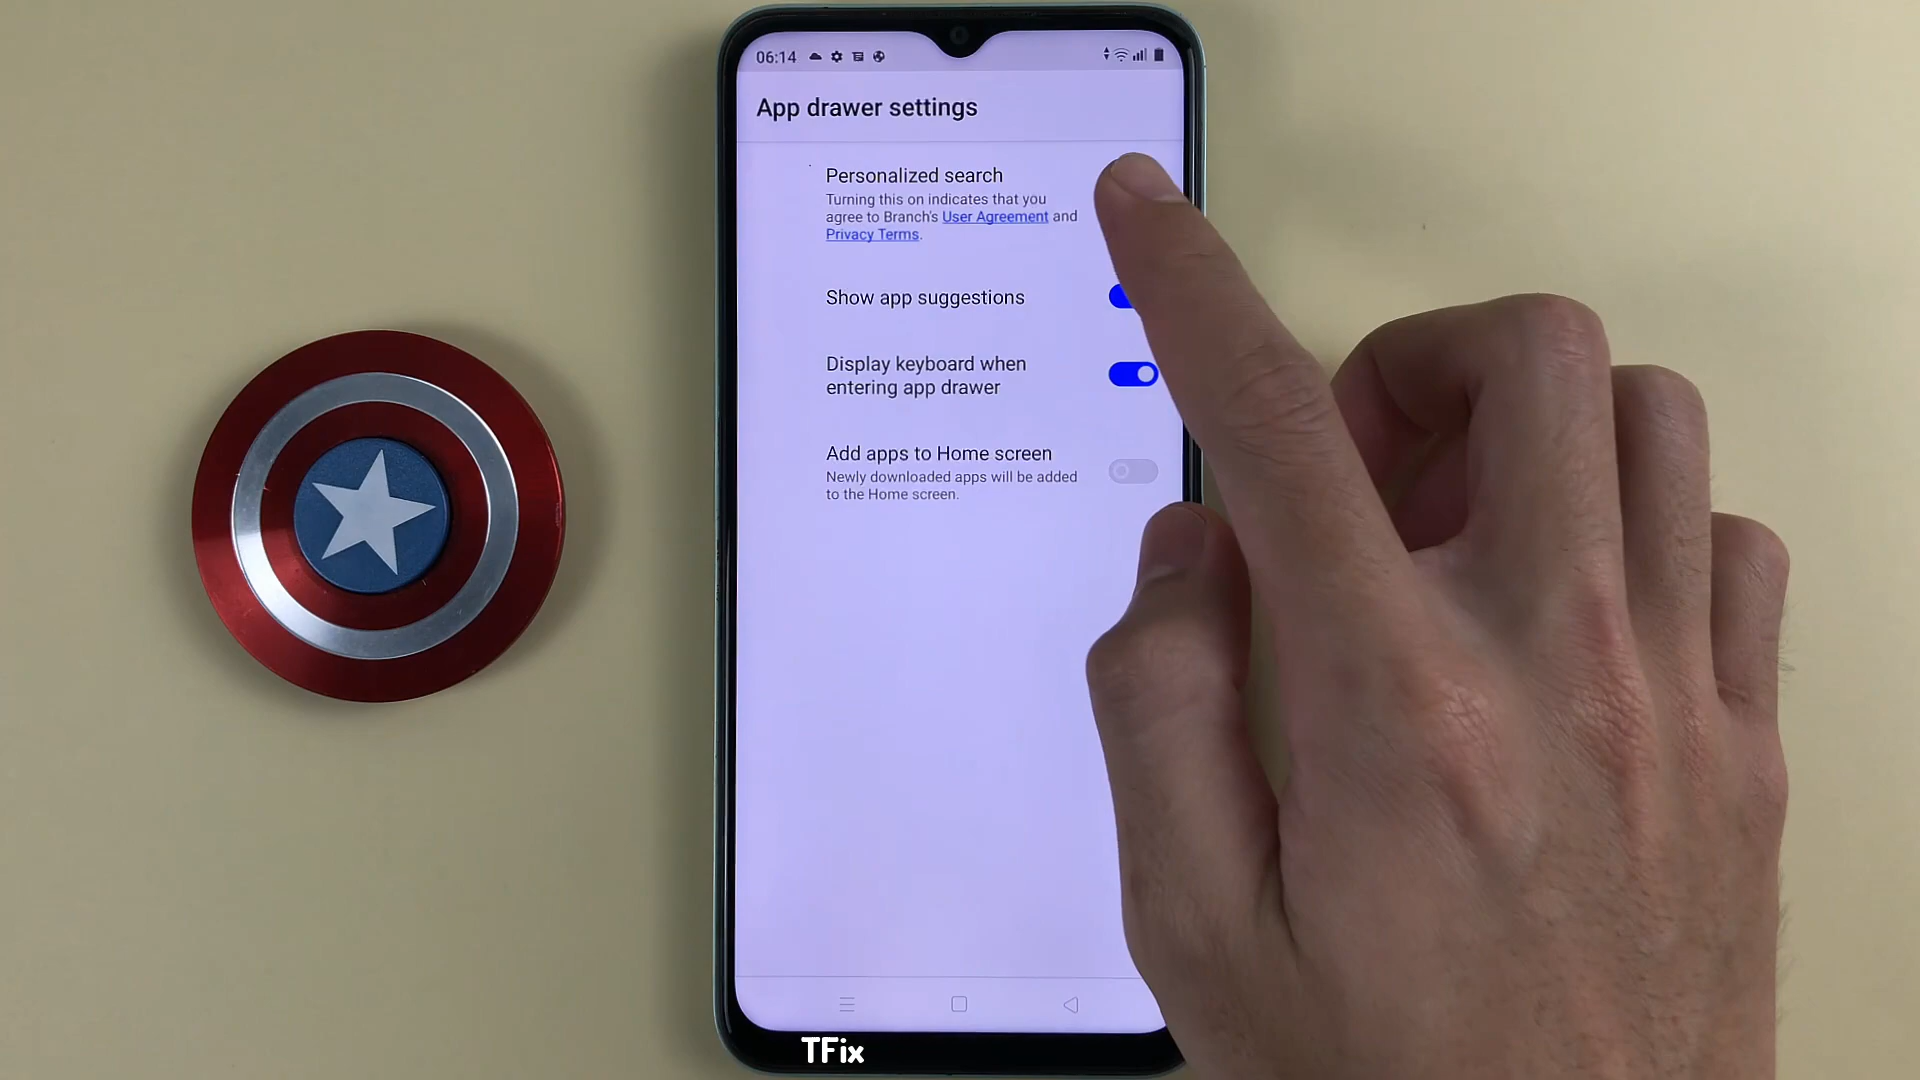 06:14
App drawer settings
Personalized search
Turning this on indicates that you
agree to Branch's User Agreement and
Privacy Terms.
Show app suggestions
Display keyboard when
entering app drawer
Add apps to Home screen
Newly downloaded apps will be added
to the Home screen.
TFix